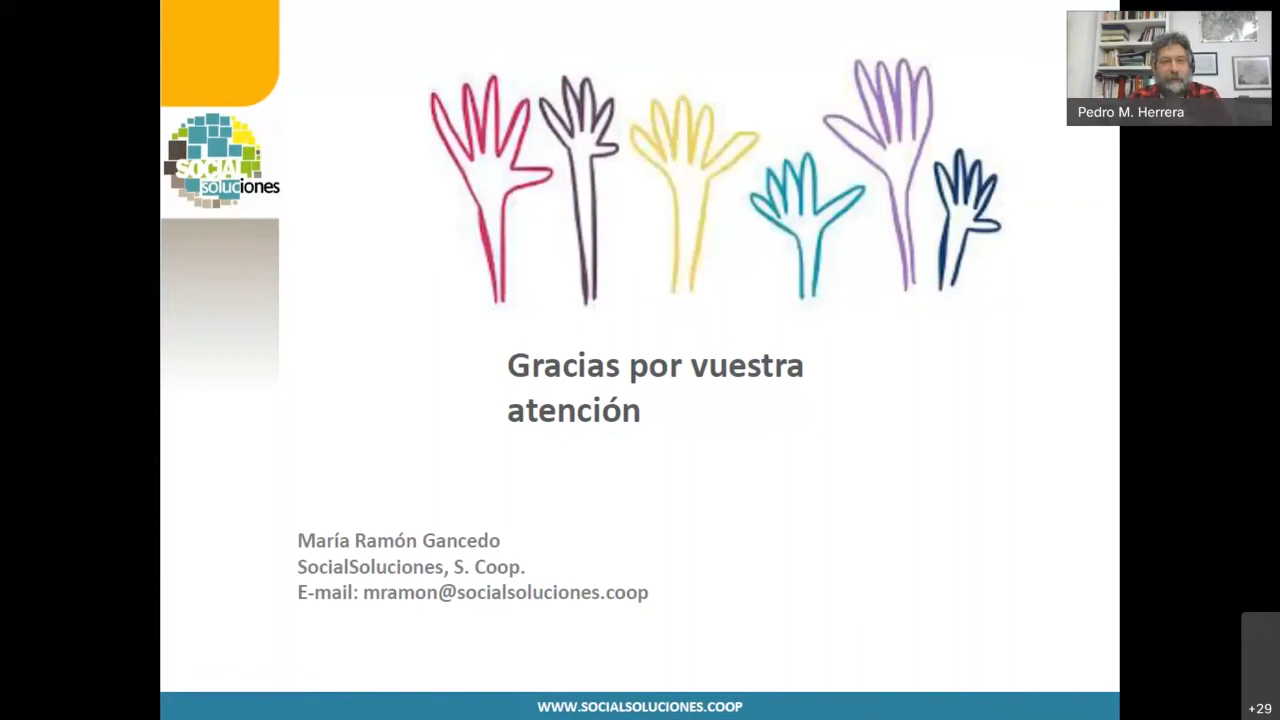 Pedro M. Herrera
SOCIAL
soluciones
Gracias por vuestra
atención
María Ramón Gancedo
SocialSoluciones, S. Coop.
E-mail: mramon@socialsoluciones.coop
WWW.SOCIALSOLUCIONES.COOP
+29